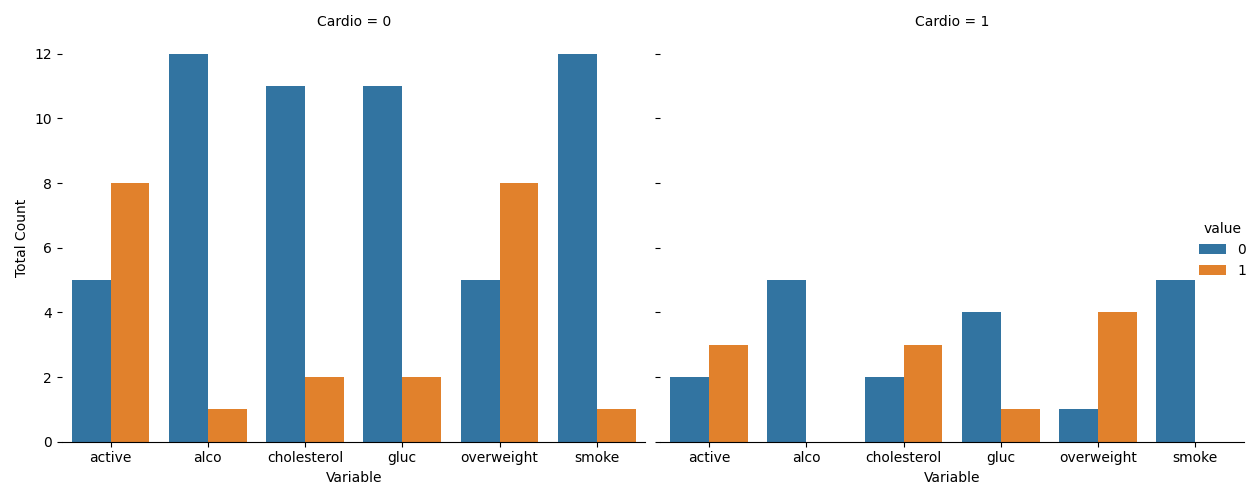 Cardio = 0
Cardio = 1
Total Count
12
10
8
6
4
2
0
active alco cholesterol gluc overweight smoke
active alco cholesterol gluc overweight smoke
Variable
Variable
value
0
1